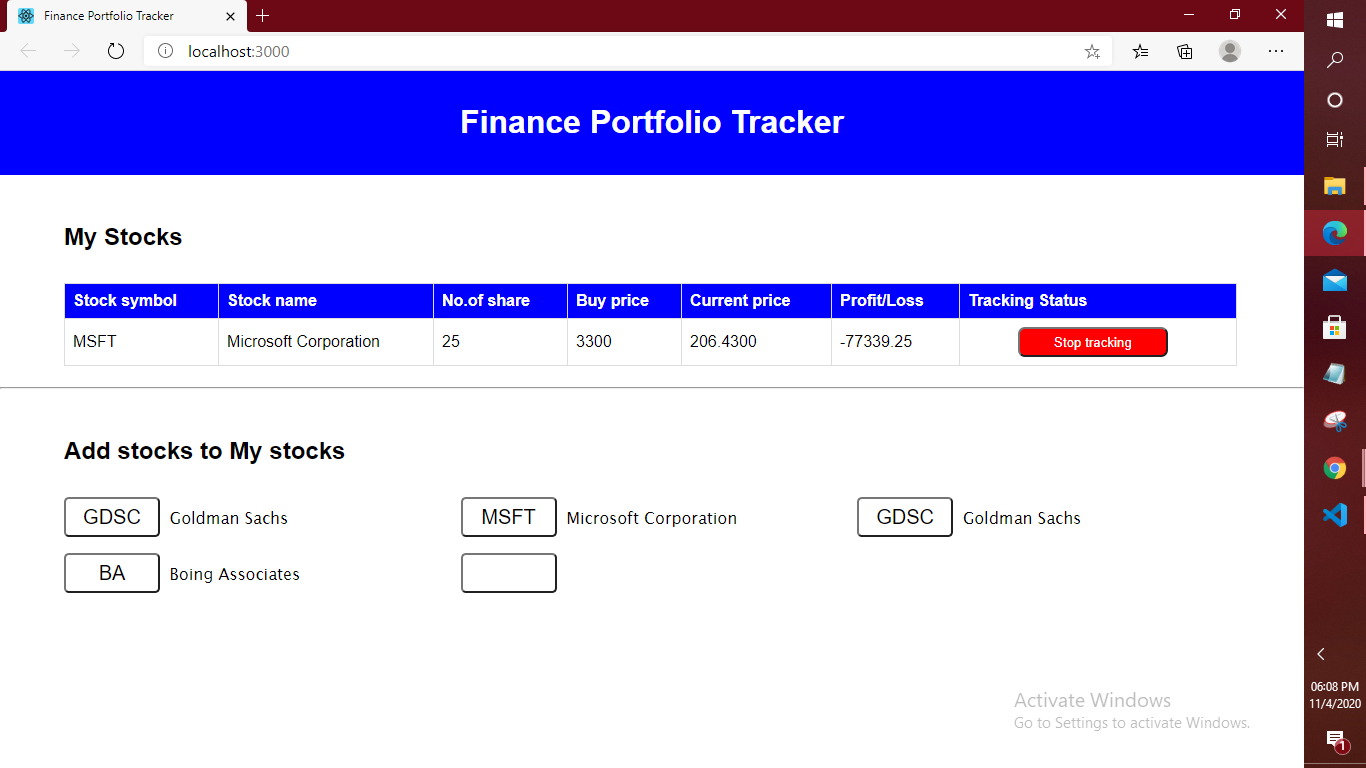 Finance Portfolio Tracker
localhost:3000
Finance Portfolio Tracker
My Stocks
Stock symbol Stock name No.of share Buy price Current price Profit/Loss Tracking Status
MSFT Microsoft Corporation 25 3300 206.4300 -77339.25 Stop tracking
Add stocks to My stocks
GDSC Goldman Sachs MSFT Microsoft Corporation GDSC Goldman Sachs
BA Boing Associates
Activate Windows
Go to Settings to activate Windows.
06:08 PM
11/4/2020
1